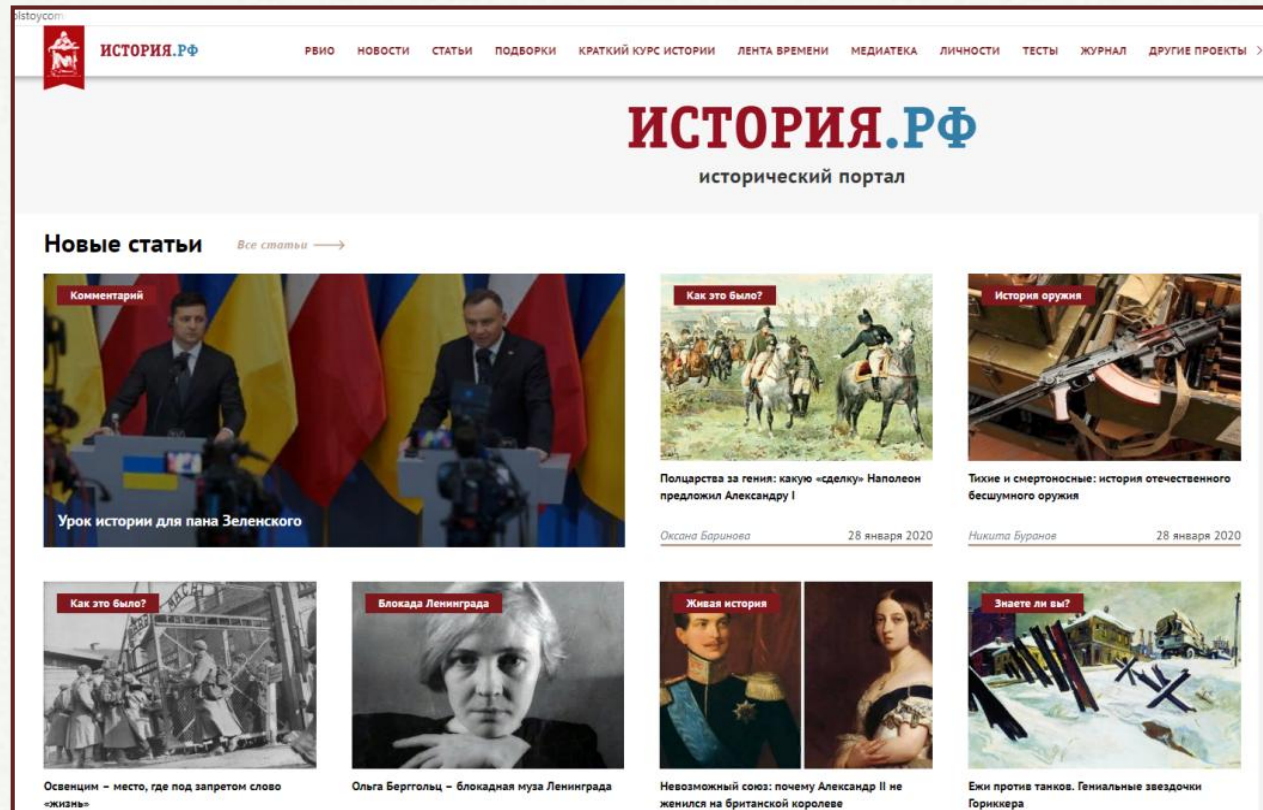 ИСТОРИЯ.РФ
РВИО НОВОСТИ СТАТЬИ ПОДБОРКИ КРАТКИЙ КУРС ИСТОРИИ ЛЕНТА ВРЕМЕНИ МЕДИАТЕКА ЛИЧНОСТИ ТЕСТЫ ЖУРНАЛ ДРУГИЕ ПРОЕКТЫ
ИСТОРИЯ.РФ
исторический портал
Новые статьи Все статьи
Комментарий
Урок истории для пана Зеленского
Как это было?
Полцарства за гения: какую «сделку» Наполеон
предложил Александру I
Оксана Баринова 28 января 2020
История оружия
Тихие и смертоносные: история отечественного
бесшумного оружия
Никита Буранов 28 января 2020
Как это было?
Освенцим – место, где под запретом слово
«жизнь»
Блокада Ленинграда
Ольга Берггольц – блокадная муза Ленинграда
Живая история
Невозможный союз: почему Александр II не
женился на британской королеве
Знаете ли вы?
Ежи против танков. Гениальные звездочки
Гориккера